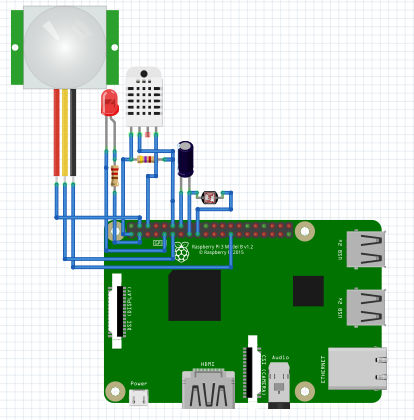 Raspberry Pi 3 Model B v1.2
© Raspberry Pi 2015
USB 2x
DSI (DISPLAY)
USB 2x
HDMI
CSI (CAMERA)
Audio
ETHERNET
Power